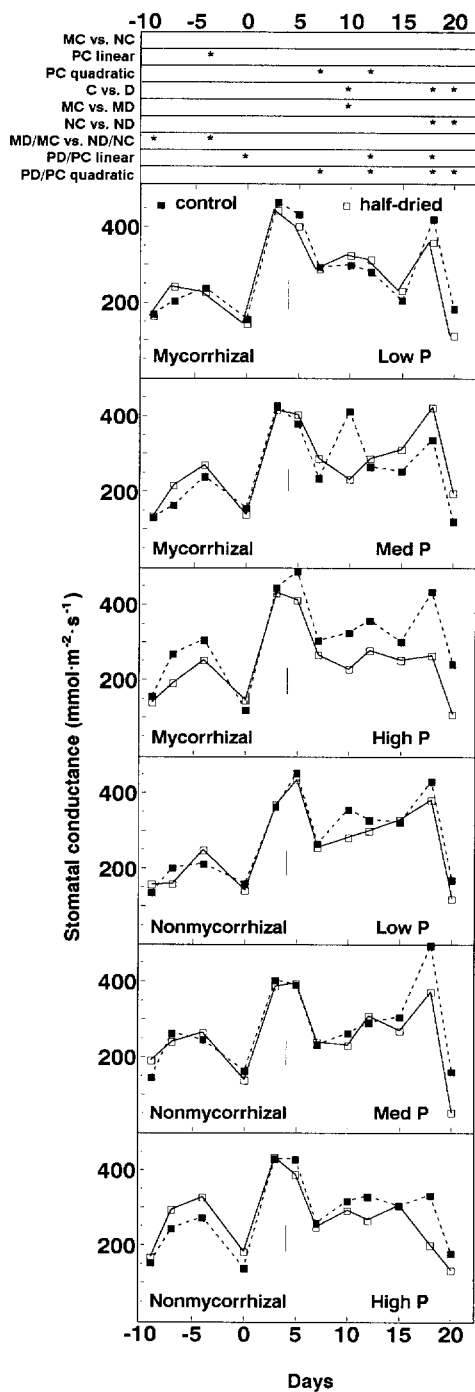 -10 -5 0 5 10 15 20
MC vs. NC
PC linear *
PC quadratic * *
C vs. D * * *
MC vs. MD *
NC vs. ND * *
MD/MC vs. ND/NC * *
PD/PC linear * * *
PD/PC quadratic * * * *
■ control □ half-dried
400
200
Mycorrhizal Low P
400
200
Mycorrhizal Med P
400
200
Mycorrhizal High P
400
200
Nonmycorrhizal Low P
400
200
Nonmycorrhizal Med P
400
200
Nonmycorrhizal High P
Stomatal conductance (mmol·m⁻²·s⁻¹)
-10 -5 0 5 10 15 20
Days